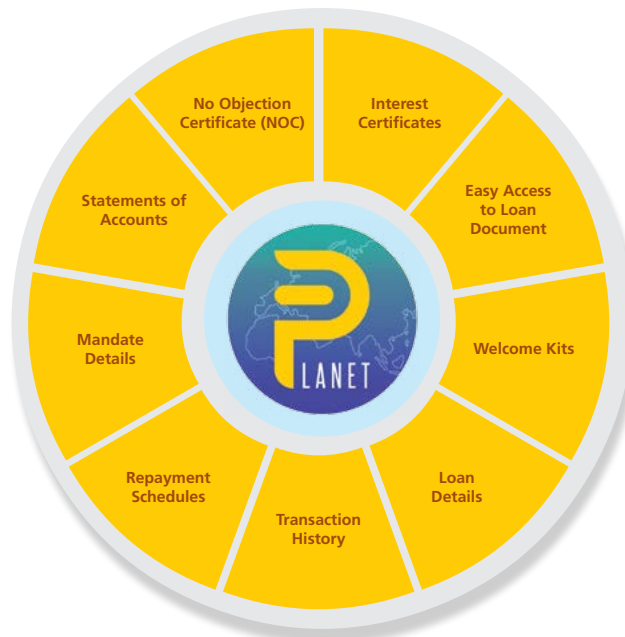 No Objection
Certificate (NOC)
Interest
Certificates
Easy Access
to Loan
Document
Welcome Kits
Loan
Details
Transaction
History
Repayment
Schedules
Mandate
Details
Statements of
Accounts
PLANET